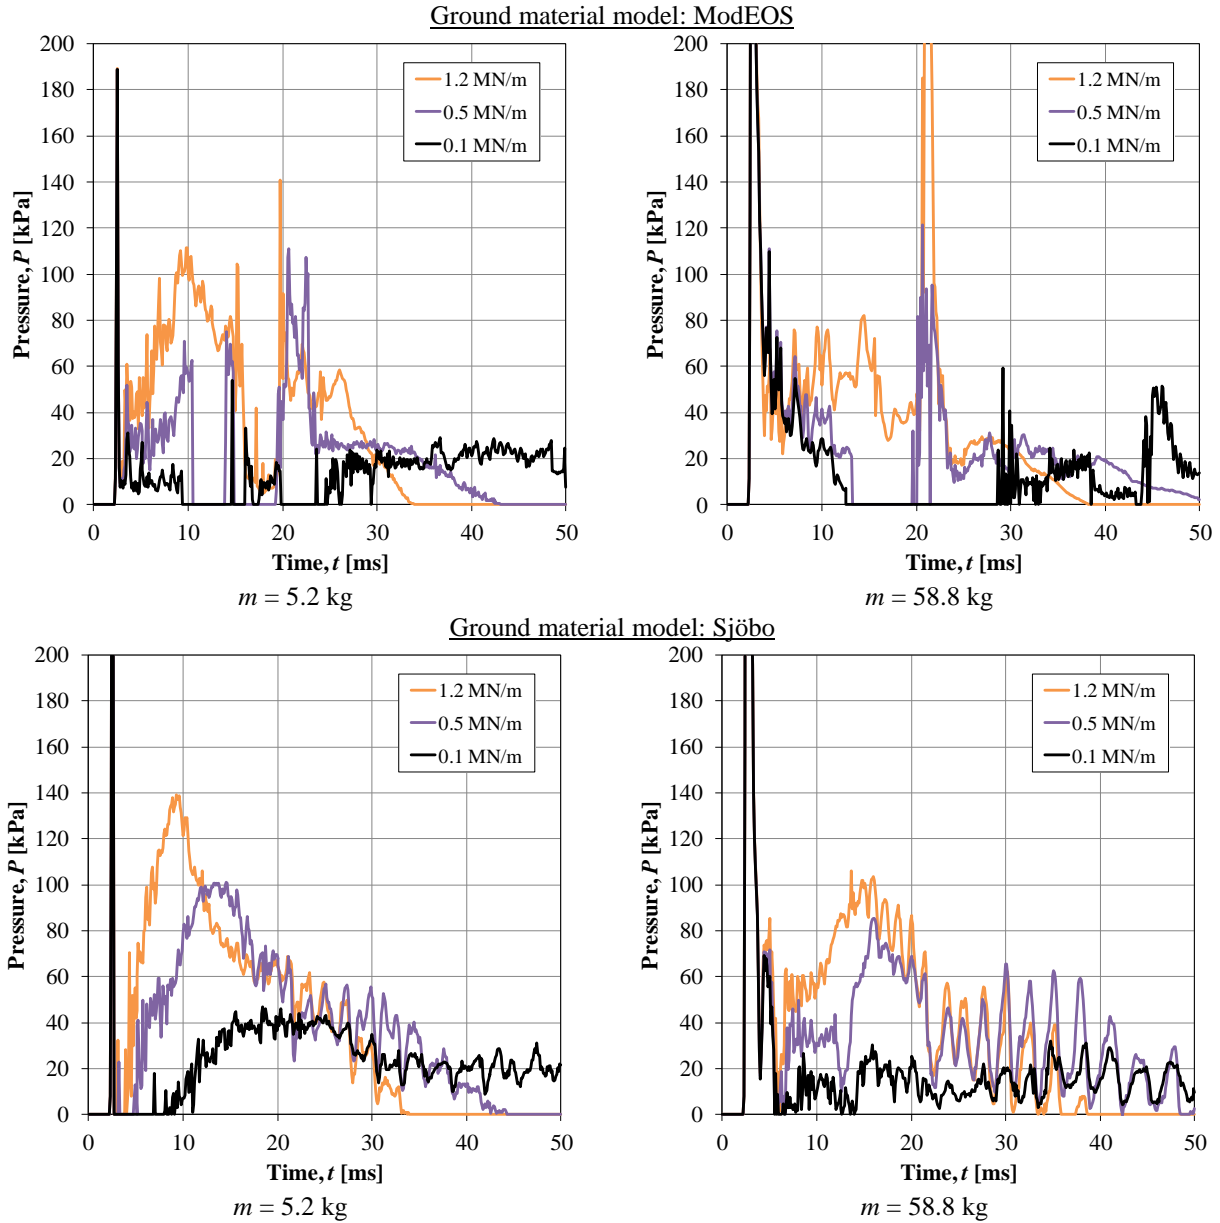 Ground material model: ModEOS
200
180
160
140
120
100
80
60
40
20
0
Pressure, P [kPa]
1.2 MN/m
0.5 MN/m
0.1 MN/m
0 10 20 30 40 50
Time, t [ms]
m = 5.2 kg
200
180
160
140
120
100
80
60
40
20
0
Pressure, P [kPa]
1.2 MN/m
0.5 MN/m
0.1 MN/m
0 10 20 30 40 50
Time, t [ms]
m = 58.8 kg
Ground material model: Sjöbo
200
180
160
140
120
100
80
60
40
20
0
Pressure, P [kPa]
1.2 MN/m
0.5 MN/m
0.1 MN/m
0 10 20 30 40 50
Time, t [ms]
m = 5.2 kg
200
180
160
140
120
100
80
60
40
20
0
Pressure, P [kPa]
1.2 MN/m
0.5 MN/m
0.1 MN/m
0 10 20 30 40 50
Time, t [ms]
m = 58.8 kg